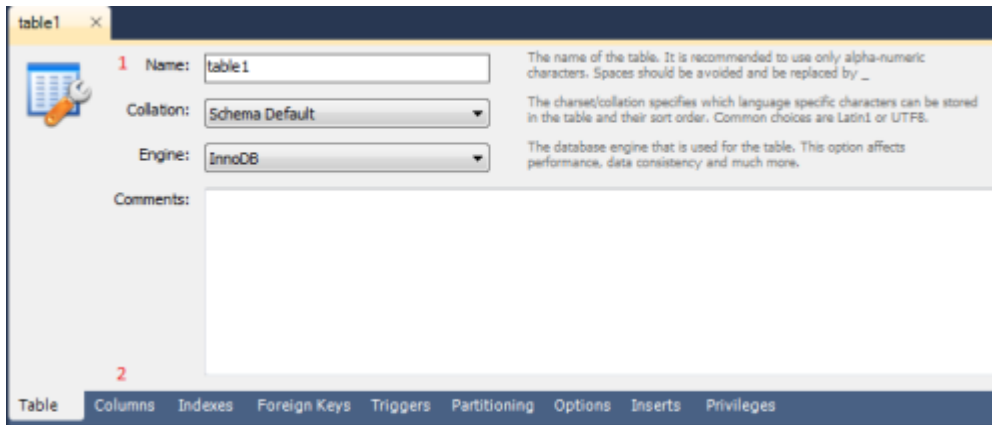 table1 ×
1 Name: table1
The name of the table. It is recommended to use only alpha-numeric
characters. Spaces should be avoided and be replaced by _
Collation: Schema Default
The charset/collation specifies which language specific characters can be stored
in the table and their sort order. Common choices are Latin1 or UTF8.
Engine: InnoDB
The database engine that is used for the table. This option affects
performance, data consistency and much more.
Comments:
2
Table Columns Indexes Foreign Keys Triggers Partitioning Options Inserts Privileges